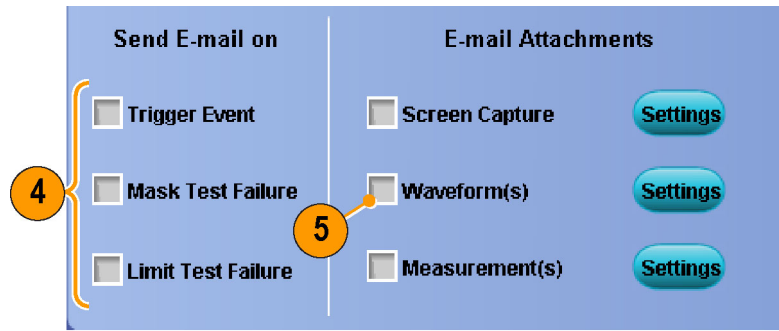 Send E-mail on
Trigger Event
4
Mask Test Failure
Limit Test Failure
E-mail Attachments
Screen Capture Settings
Waveform(s) Settings
5
Measurement(s) Settings